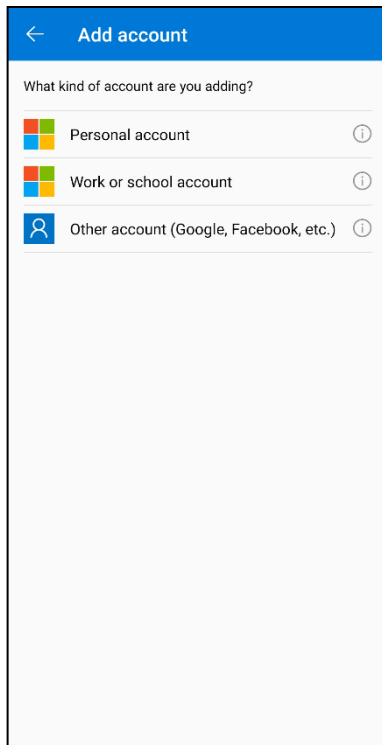 Add account
What kind of account are you adding?
Personal account
Work or school account
Other account (Google, Facebook, etc.)